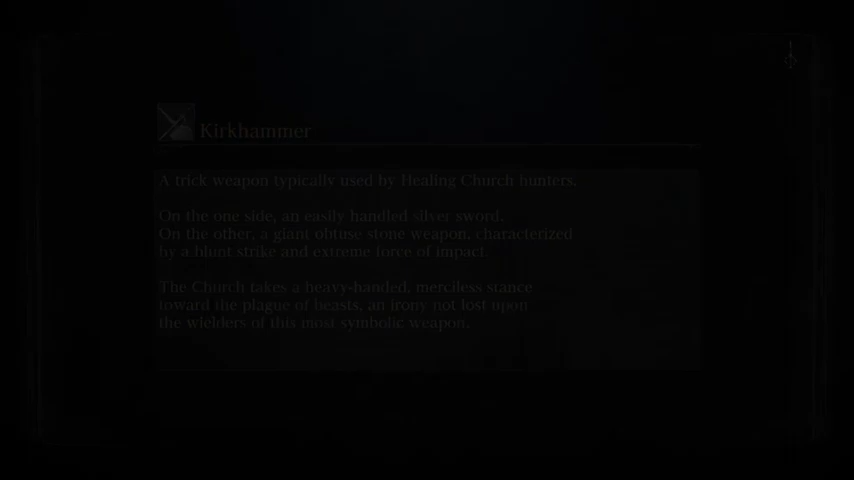 Kirkhammer
A trick weapon typically used by Healing Church hunters.
On the one side, an easily handled silver sword.
On the other, a giant obtuse stone weapon, characterized
by a blunt strike and extreme force of impact.
The Church takes a heavy-handed, merciless stance
toward the plague of beasts, an irony not lost upon
the wielders of this most symbolic weapon.